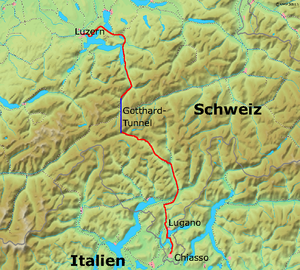 Luzern
Gotthard-
Tunnel
Schweiz
Lugano
Chiasso
Italien